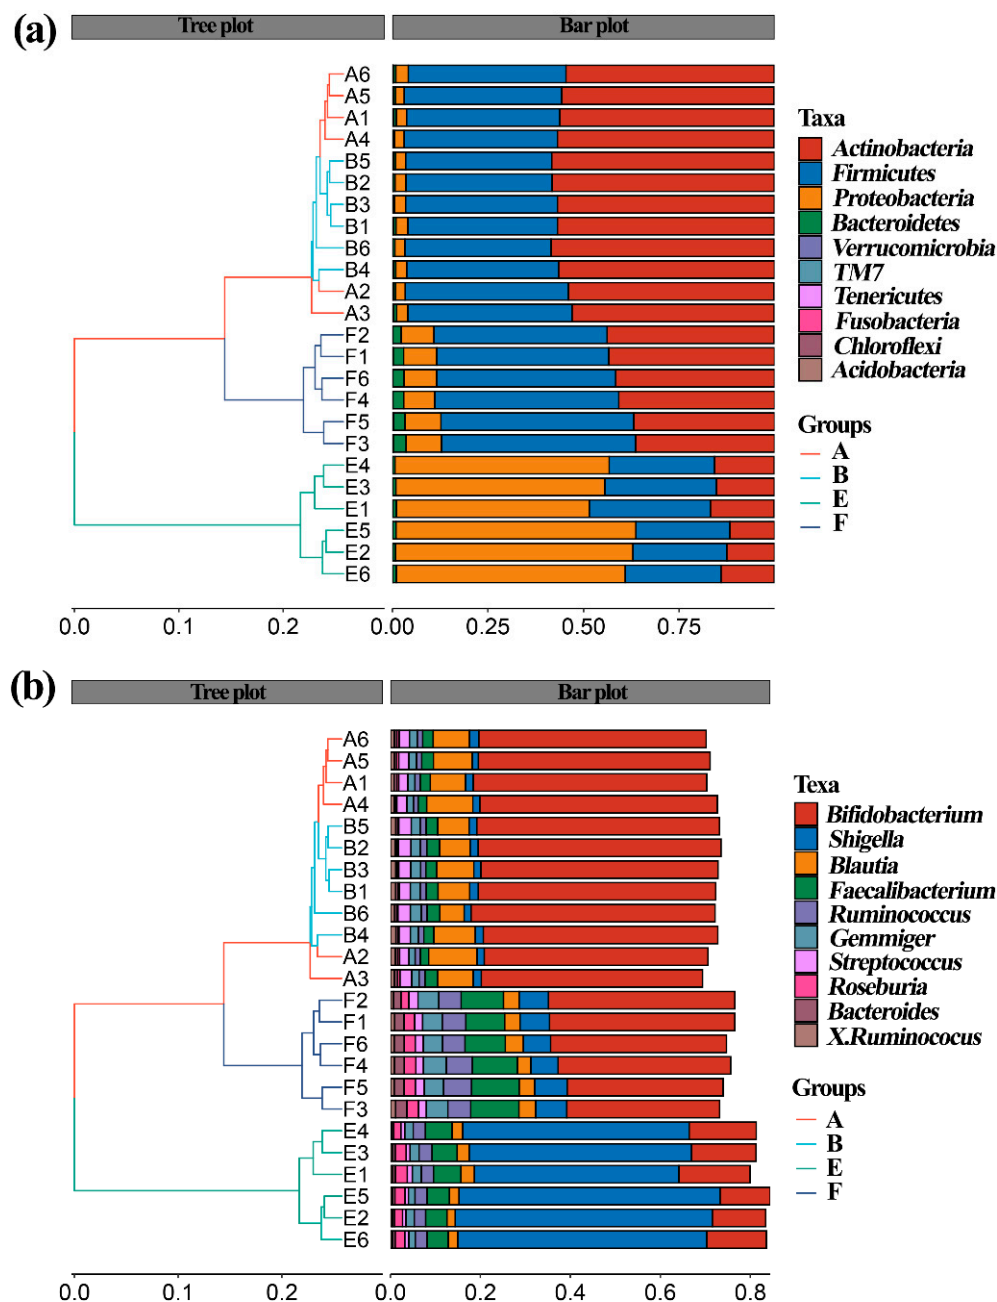 (a)
Tree plot
Bar plot
A6
A5
A1
A4
B5
B2
B3
B1
B6
B4
A2
A3
F2
F1
F6
F4
F5
F3
E4
E3
E1
E5
E2
E6
0.0
0.1
0.2
0.00
0.25
0.50
0.75
Taxa
Actinobacteria
Firmicutes
Proteobacteria
Bacteroidetes
Verrucomicrobia
TM7
Tenericutes
Fusobacteria
Chloroflexi
Acidobacteria
Groups
A
B
E
F
(b)
Tree plot
Bar plot
A6
A5
A1
A4
B5
B2
B3
B1
B6
B4
A2
A3
F2
F1
F6
F4
F5
F3
E4
E3
E1
E5
E2
E6
0.0
0.1
0.2
0.0
0.2
0.4
0.6
0.8
Texa
Bifidobacterium
Shigella
Blautia
Faecalibacterium
Ruminococcus
Gemmiger
Streptococcus
Roseburia
Bacteroides
X.Ruminococus
Groups
A
B
E
F